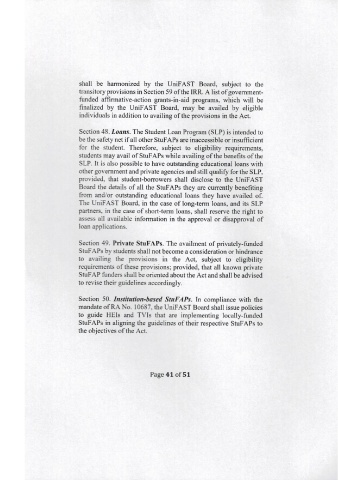 shall be harmonized by the UniFAST Board, subject to the
transitory provisions in Section 59 of the IRR. A list of government-
funded affirmative-action grants-in-aid programs, which will be
finalized by the UniFAST Board, may be availed by eligible
individuals in addition to availing of the provisions in the Act.
Section 48. Loans. The Student Loan Program (SLP) is intended to
be the safety net if all other StuFAPs are inaccessible or insufficient
for the student. Therefore, subject to eligibility requirements,
students may avail of StuFAPs while availing of the benefits of the
SLP. It is also possible to have outstanding educational loans with
other government and private agencies and still qualify for the SLP,
provided, that student-borrowers shall disclose to the UniFAST
Board the details of all the StuFAPs they are currently benefiting
from and/or outstanding educational loans they have availed of.
The UniFAST Board, in the case of long-term loans, and its SLP
partners, in the case of short-term loans, shall reserve the right to
assess all available information in the approval or disapproval of
loan applications.
Section 49. Private StuFAPs. The availment of privately-funded
StuFAPs by students shall not become a consideration or hindrance
to availing the provisions in the Act, subject to eligibility
requirements of these provisions; provided, that all known private
StuFAP funders shall be oriented about the Act and shall be advised
to revise their guidelines accordingly.
Section 50. Institution-based StuFAPs. In compliance with the
mandate of RA No. 10687, the UniFAST Board shall issue policies
to guide HEIs and TVIs that are implementing locally-funded
StuFAPs in aligning the guidelines of their respective StuFAPs to
the objectives of the Act.
Page 41 of 51